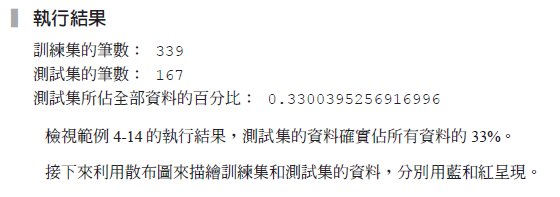 執行結果
訓練集的筆數： 339
測試集的筆數： 167
測試集所佔全部資料的百分比： 0.3300395256916996
檢視範例 4-14 的執行結果，測試集的資料確實佔所有資料的 33%。
接下來利用散布圖來描繪訓練集和測試集的資料，分別用藍和紅呈現。